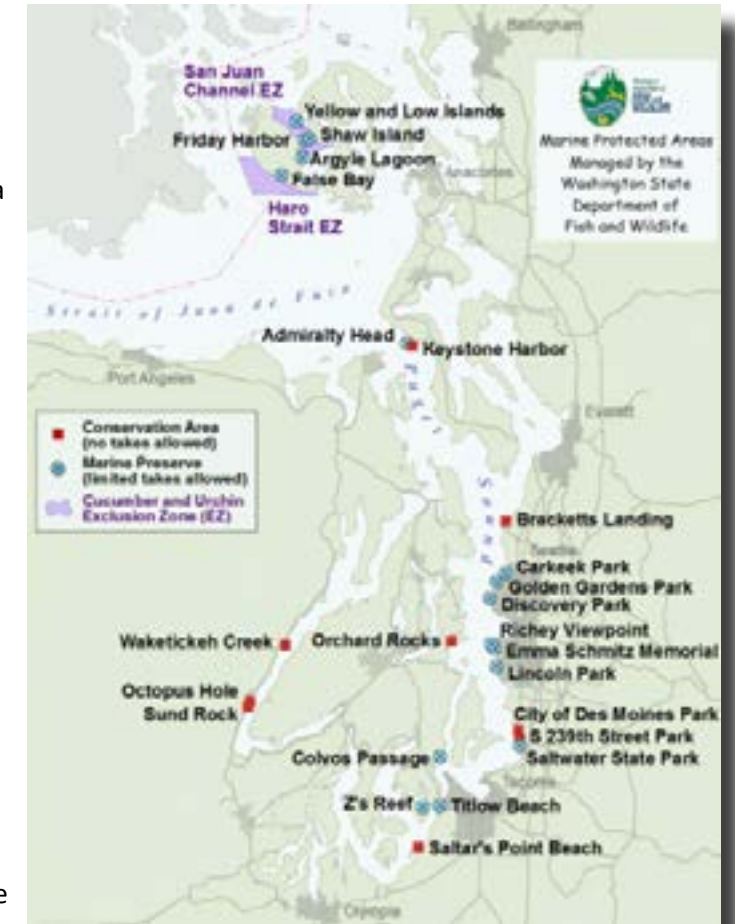 Bellingham
San Juan
Channel EZ
Yellow and Low Islands
Friday Harbor
Shaw Island
Argyle Lagoon
False Bay
Anacortes
Haro
Strait EZ
Marine Protected Areas
Managed by the
Washington State
Department of
Fish and Wildlife
a
Strait of Juan de Fuca
Admiralty Head
Keystone Harbor
Port Angeles
Puget
Sound
Everett
Conservation Area
(no takes allowed)
Marine Preserve
(limited takes allowed)
Cucumber and Urchin
Exclusion Zone (EZ)
Bracketts Landing
Seattle
Carkeek Park
Golden Gardens Park
Discovery Park
Richey Viewpoint
Emma Schmitz Memorial
Lincoln Park
Waketickeh Creek
Orchard Rocks
Octopus Hole
Sund Rock
City of Des Moines Park
S 239th Street Park
Saltwater State Park
Colvos Passage
Tacoma
Z's Reef
Titlow Beach
Saltar's Point Beach
e
Olympia